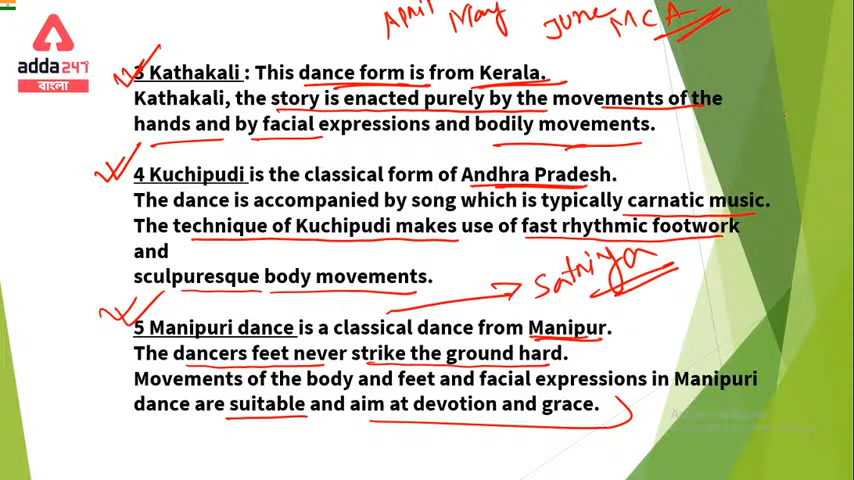 April May June MCA
adda247
বাংলা
3 Kathakali : This dance form is from Kerala.
Kathakali, the story is enacted purely by the movements of the
hands and by facial expressions and bodily movements.
4 Kuchipudi is the classical form of Andhra Pradesh.
The dance is accompanied by song which is typically carnatic music.
The technique of Kuchipudi makes use of fast rhythmic footwork
and
sculpuresque body movements.
Satriya
5 Manipuri dance is a classical dance from Manipur.
The dancers feet never strike the ground hard.
Movements of the body and feet and facial expressions in Manipuri
dance are suitable and aim at devotion and grace.